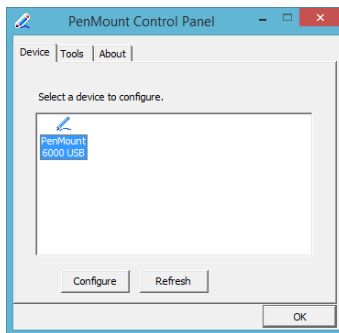 PenMount Control Panel
Device Tools About
Select a device to configure.
PenMount
6000 USB
Configure Refresh
OK